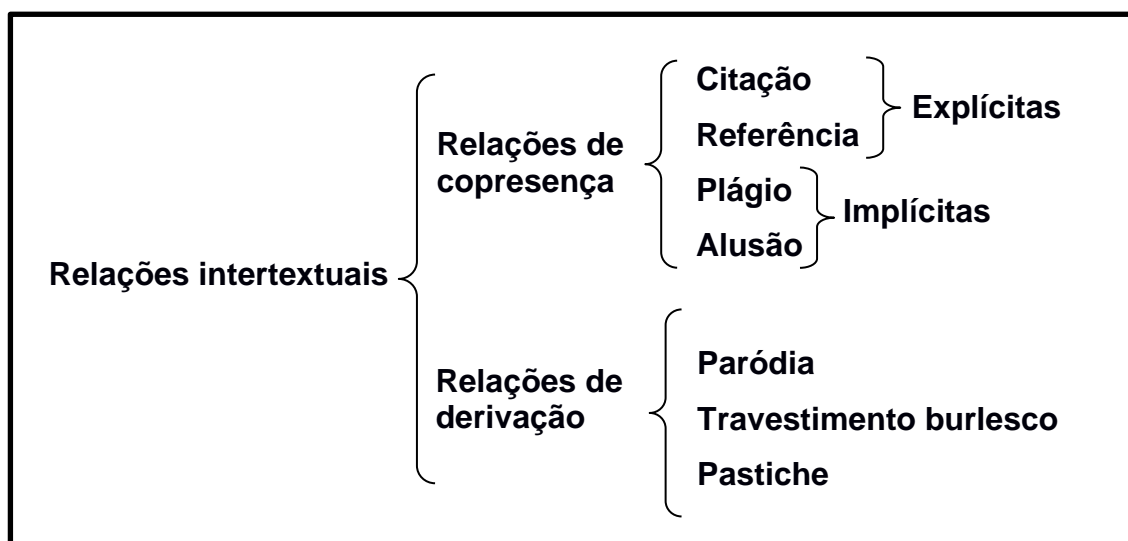 Relações intertextuais
Relações de
copresença
Citação
Referência
Explícitas
Plágio
Alusão
Implícitas
Relações de
derivação
Paródia
Travestimento burlesco
Pastiche